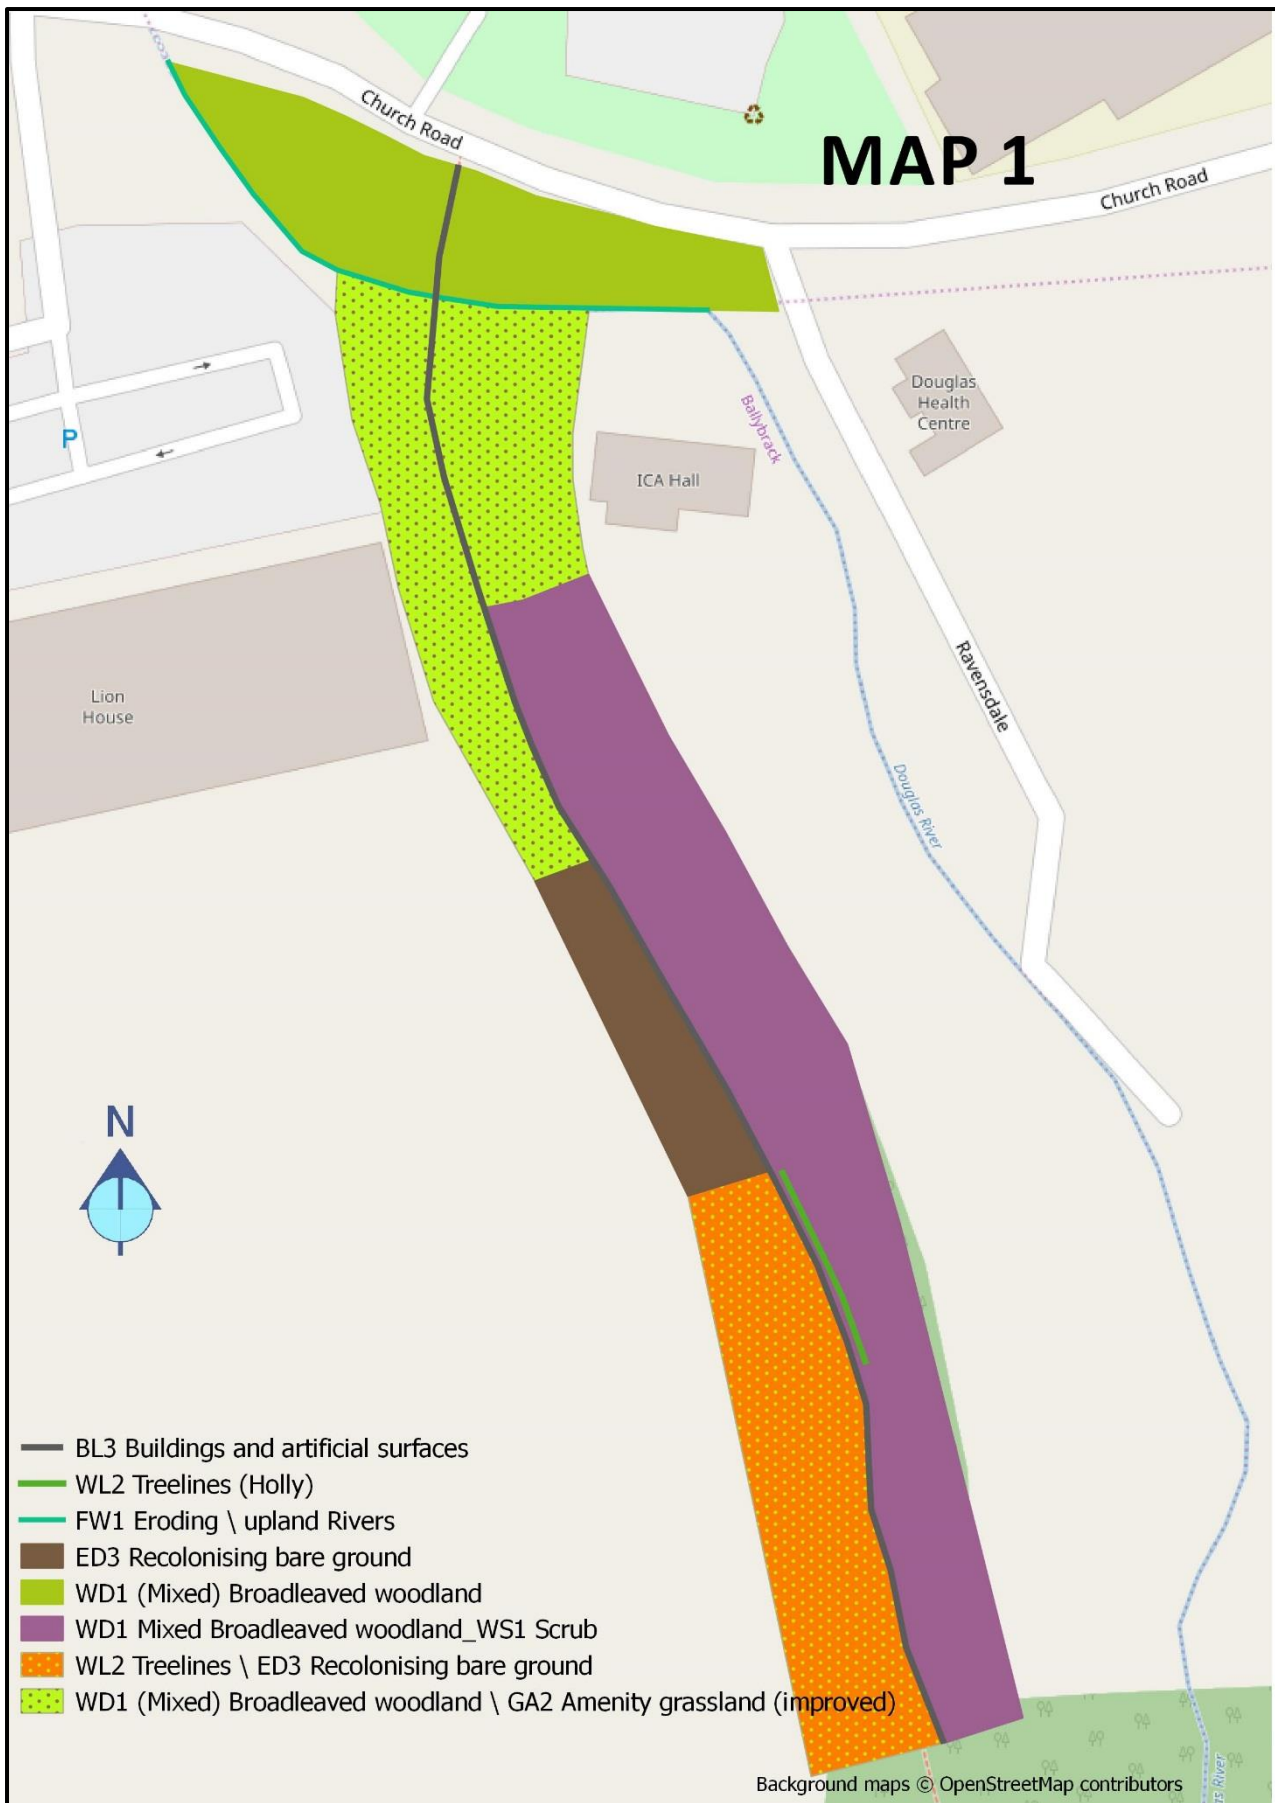 Church Road
MAP 1
Church Road
Douglas
Health
Centre
P
Ballybrack
ICA Hall
Ravensdale
Lion
House
Douglas River
N
BL3 Buildings and artificial surfaces
WL2 Treelines (Holly)
FW1 Eroding \ upland Rivers
ED3 Recolonising bare ground
WD1 (Mixed) Broadleaved woodland
WD1 Mixed Broadleaved woodland_WS1 Scrub
WL2 Treelines \ ED3 Recolonising bare ground
WD1 (Mixed) Broadleaved woodland \ GA2 Amenity grassland (improved)
Background maps © OpenStreetMap contributors
River